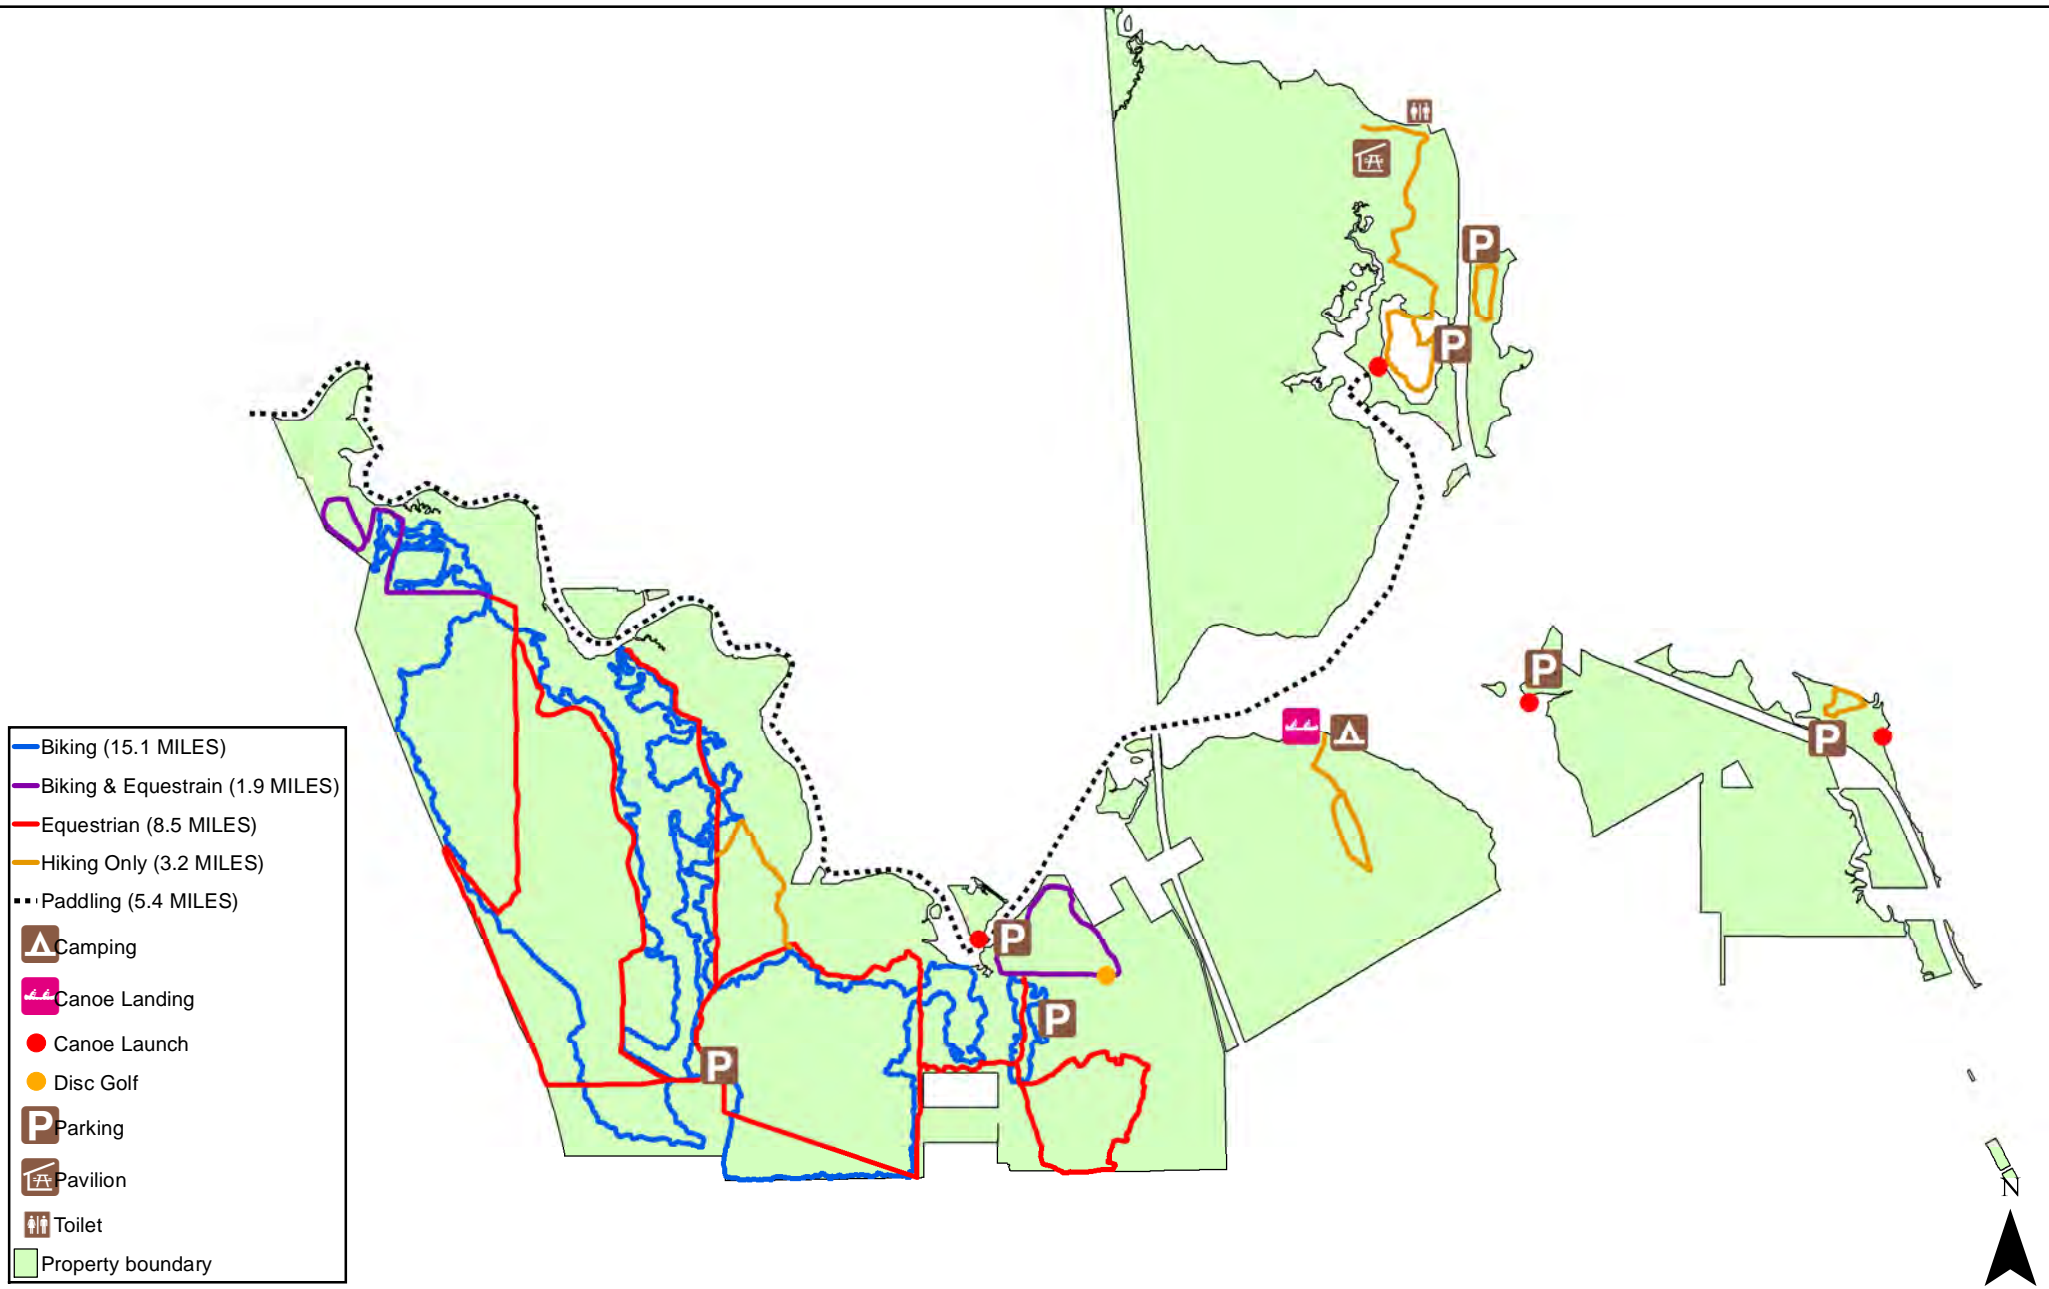 P
P
P
P
Biking (15.1 MILES)
Biking & Equestrain (1.9 MILES)
Equestrian (8.5 MILES)
Hiking Only (3.2 MILES)
Paddling (5.4 MILES)
P
P
Camping
Canoe Landing
P
Canoe Launch
Disc Golf
P Parking
Pavilion
N
Toilet
Property boundary